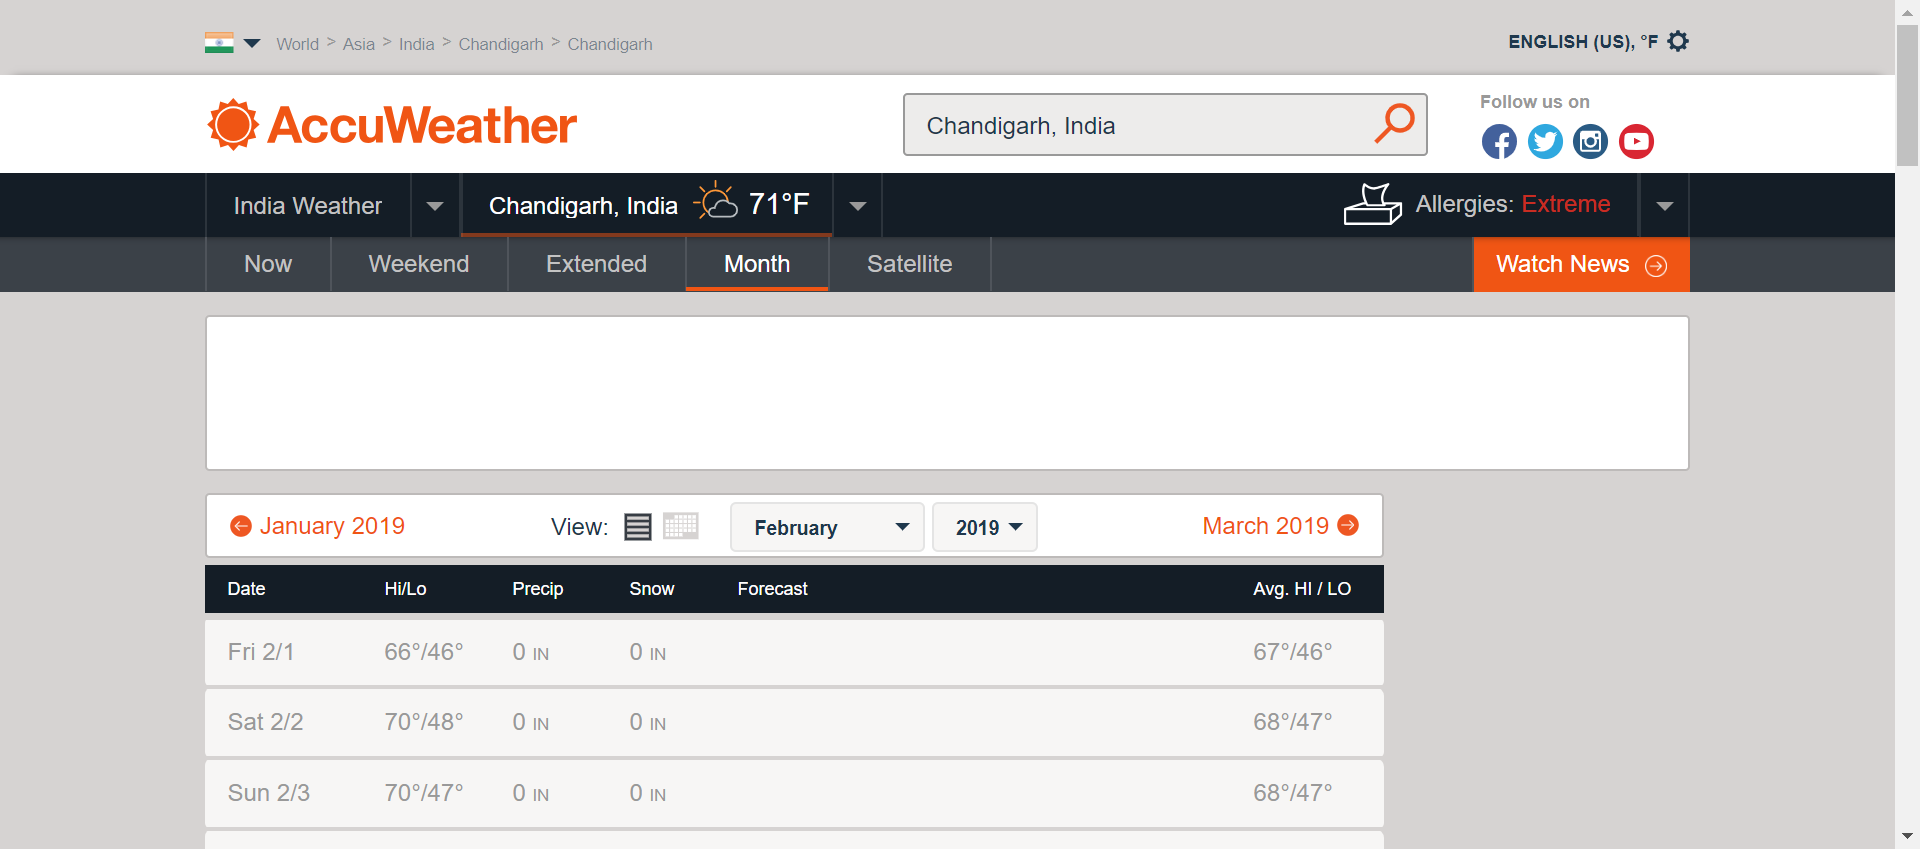 World > Asia > India > Chandigarh > Chandigarh
ENGLISH (US), °F
AccuWeather
Chandigarh, India
Follow us on
India Weather
Chandigarh, India 71°F
Allergies: Extreme
Now Weekend Extended Month Satellite
Watch News
January 2019 View: February 2019 March 2019
Date Hi/Lo Precip Snow Forecast Avg. HI / LO
Fri 2/1 66°/46° 0 IN 0 IN 67°/46°
Sat 2/2 70°/48° 0 IN 0 IN 68°/47°
Sun 2/3 70°/47° 0 IN 0 IN 68°/47°